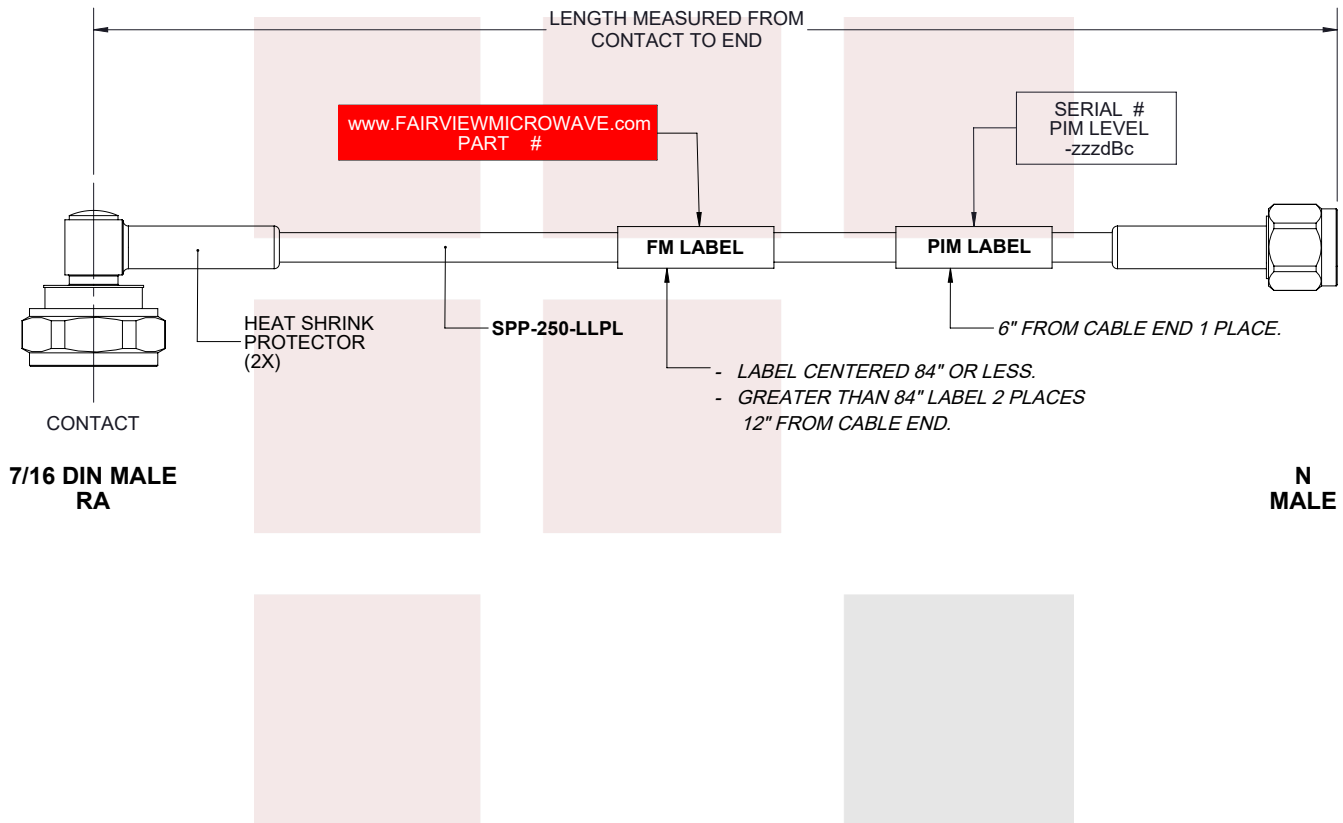 LENGTH MEASURED FROM
CONTACT TO END
www.FAIRVIEWMICROWAVE.com
PART #
SERIAL #
PIM LEVEL
-zzzdBc
FM LABEL
PIM LABEL
HEAT SHRINK
PROTECTOR
(2X)
SPP-250-LLPL
6" FROM CABLE END 1 PLACE.
- LABEL CENTERED 84" OR LESS.
- GREATER THAN 84" LABEL 2 PLACES
12" FROM CABLE END.
CONTACT
7/16 DIN MALE
RA
N
MALE